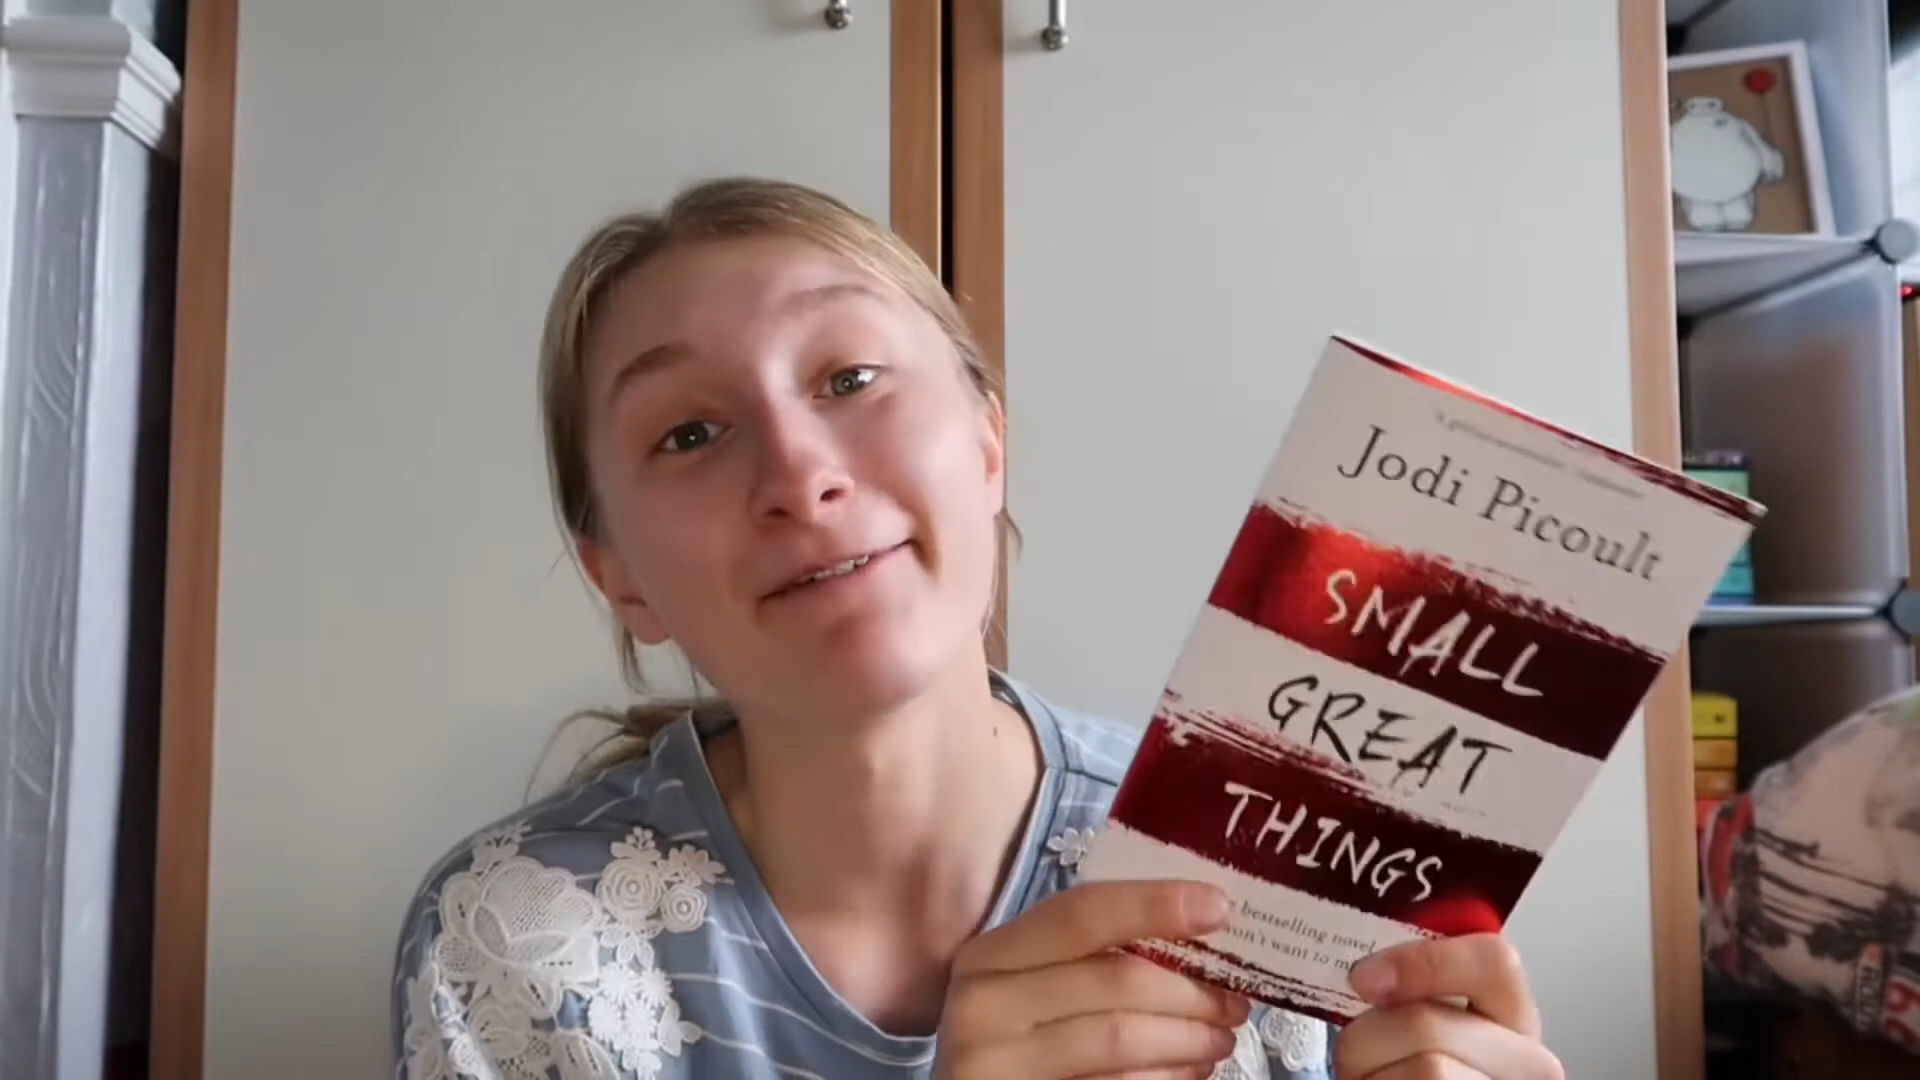 Jodi Picoult
SMALL
GREAT
THINGS
bestselling novel
won't want to